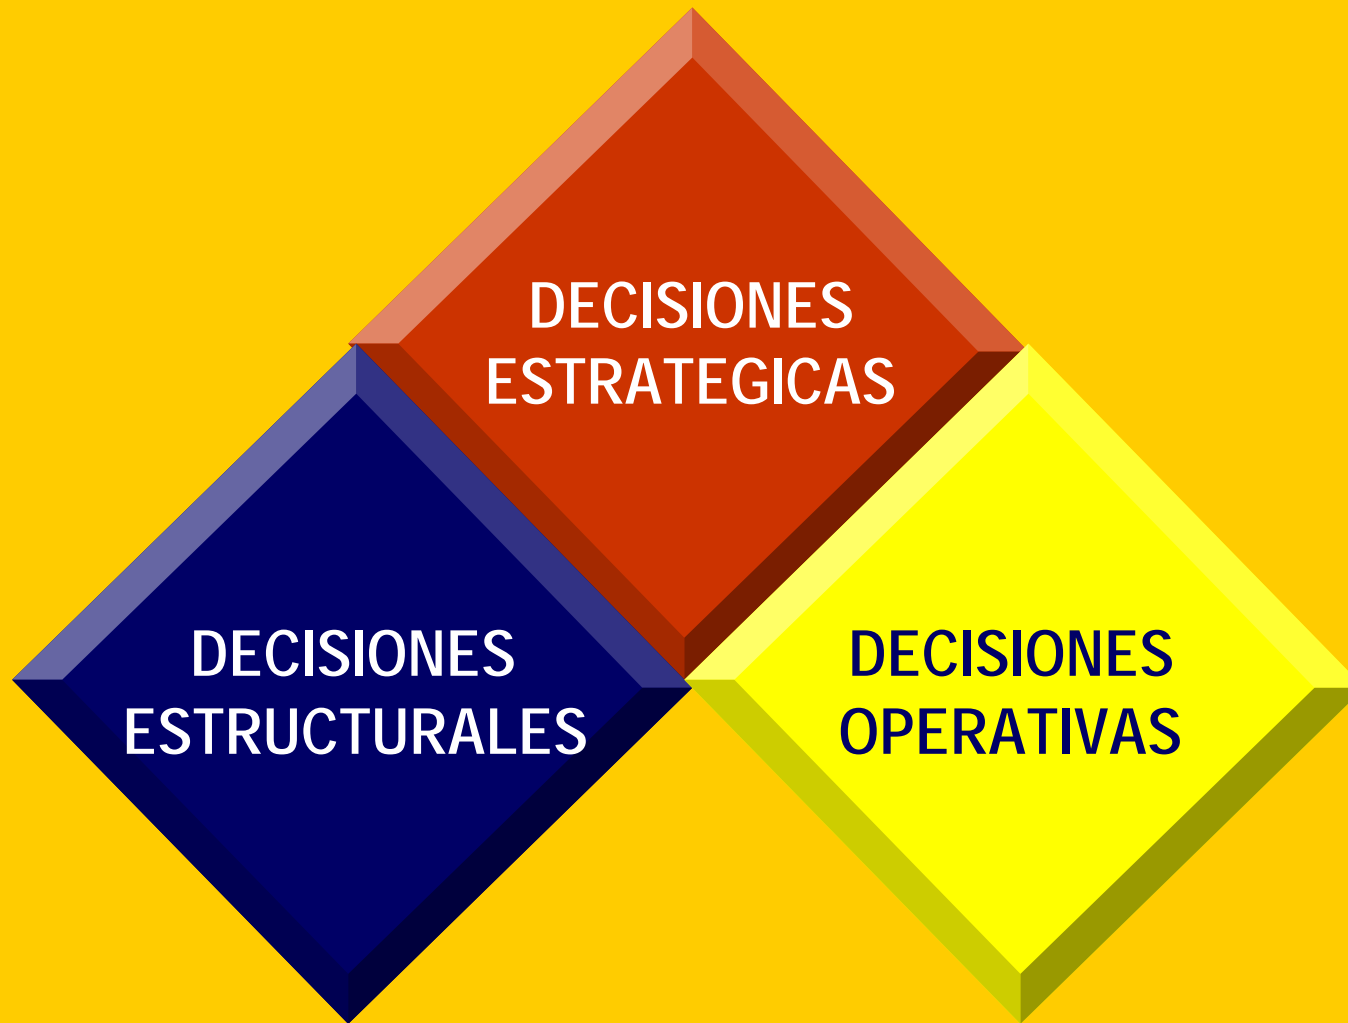 DECISIONES
ESTRATEGICAS
DECISIONES
ESTRUCTURALES
DECISIONES
OPERATIVAS